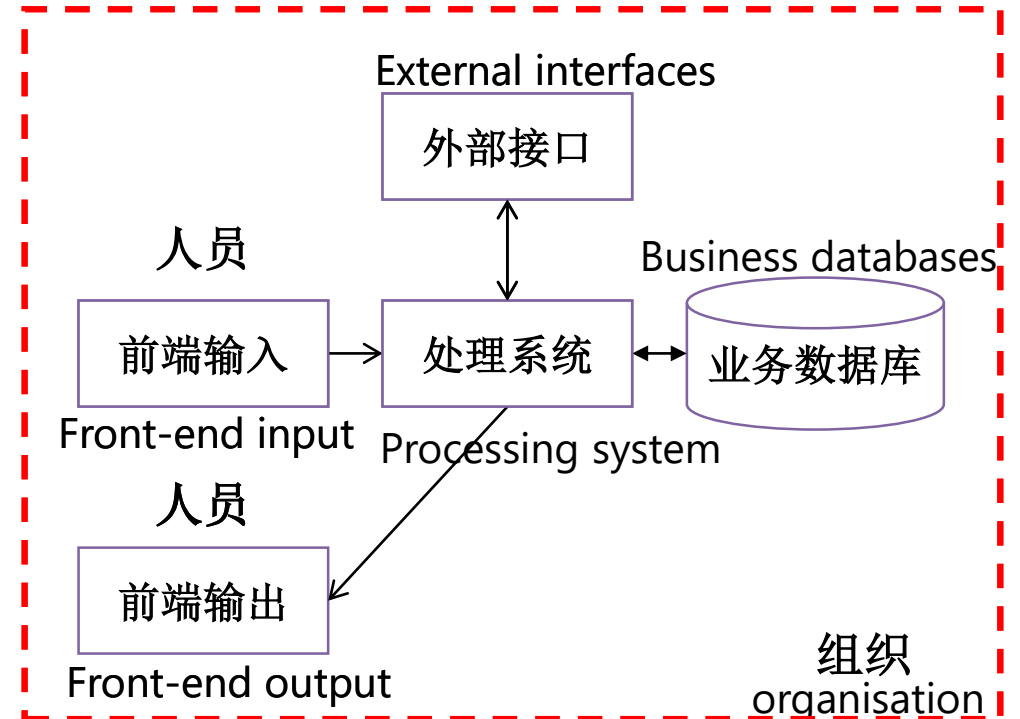 External interfaces
外部接口
人员
Business databases
前端输入
处理系统
业务数据库
Front-end input
Processing system
人员
前端输出
Front-end output
组织
organisation